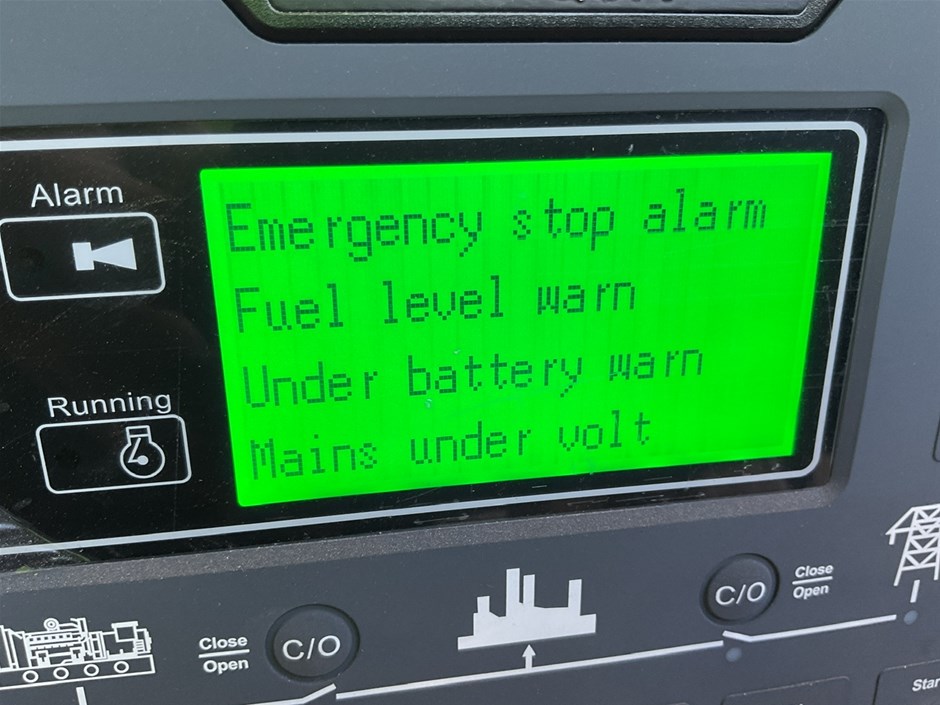 Alarm
Emergency stop alarm
Fuel level warn
Under battery warn
Running
Mains under volt
Close
Open
C/O
C/O
Close
Open